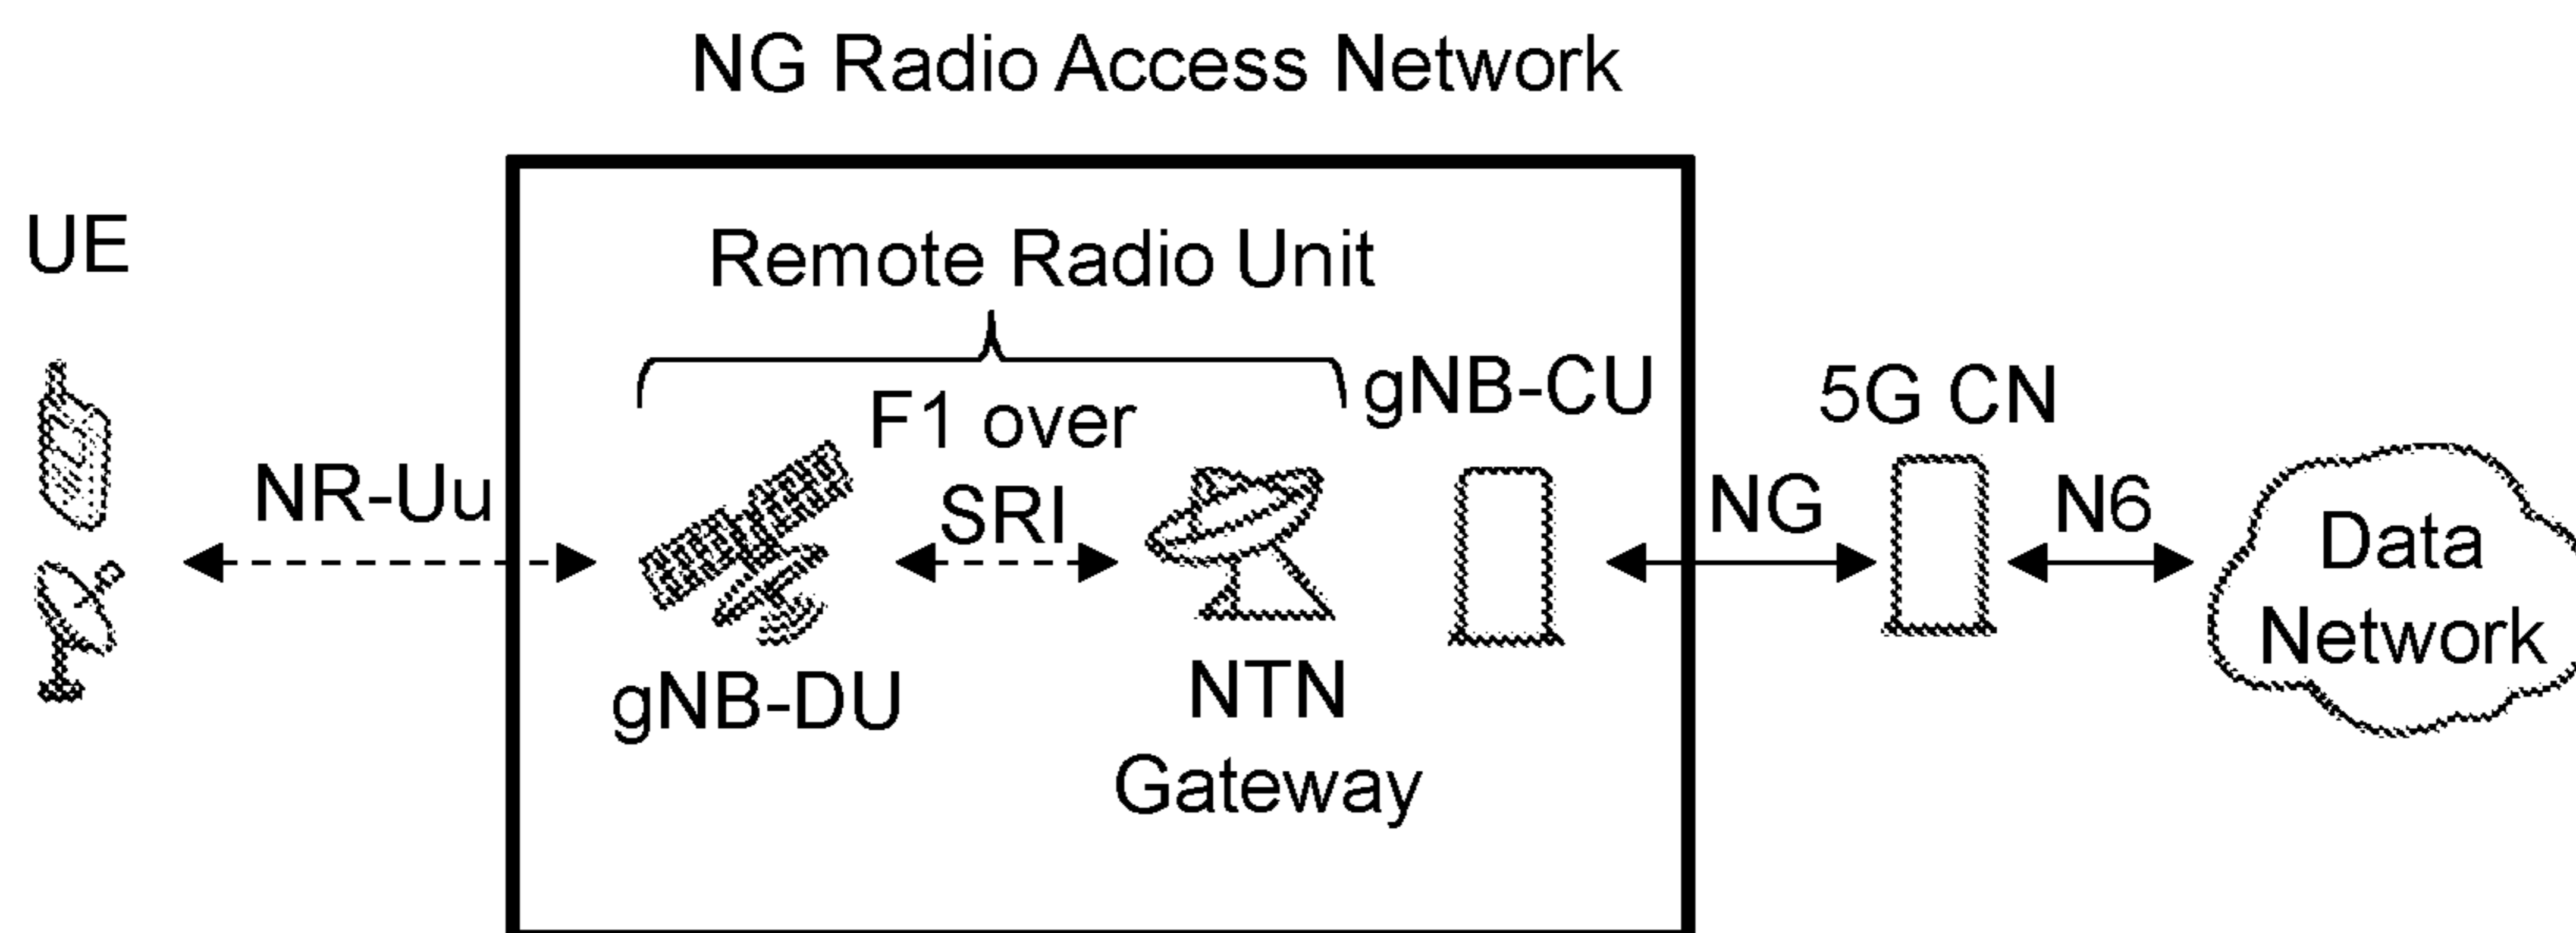 NG Radio Access Network
UE
Remote Radio Unit
F1 over
SRI
gNB-CU
5G CN
NR-Uu
NG
N6
Data
Network
gNB-DU
NTN
Gateway